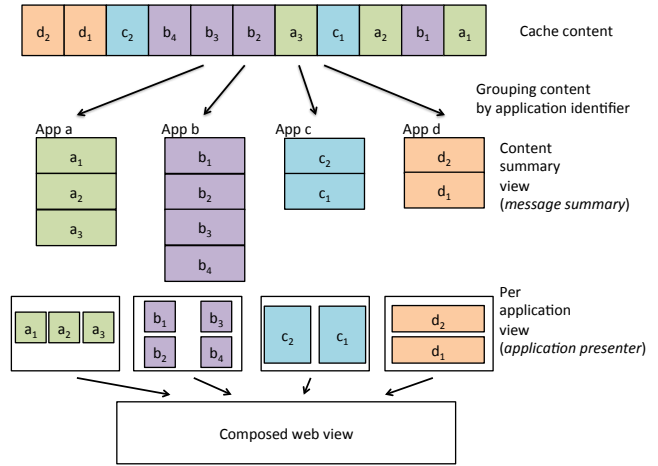 d₂ d₁ c₂ b₄ b₃ b₂ a₃ c₁ a₂ b₁ a₁
Cache content
Grouping content
by application identifier
App a App b App c App d
a₁ b₁ c₂ d₂
a₂ b₂ c₁ d₁
a₃ b₃
b₄
Content
summary
view
(message summary)
a₁ a₂ a₃
b₁ b₃
b₂ b₄
c₂ c₁
d₂
d₁
Per
application
view
(application presenter)
Composed web view